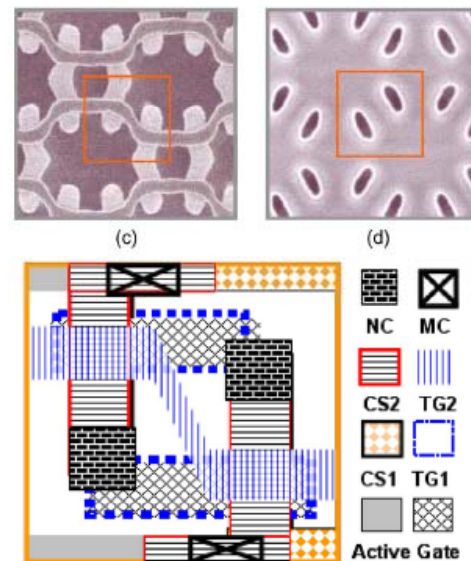 (c) (d)
NC MC
CS2 TG2
CS1 TG1
Active Gate